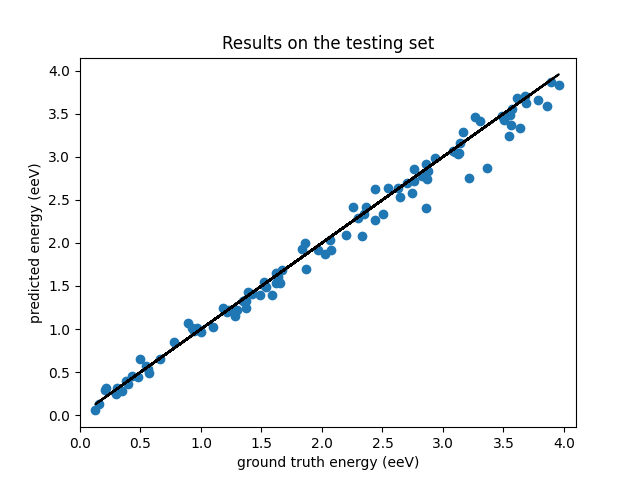 Results on the testing set
4.0
3.5
3.0
2.5
2.0
1.5
1.0
0.5
0.0
predicted energy (eeV)
0.0 0.5 1.0 1.5 2.0 2.5 3.0 3.5 4.0
ground truth energy (eeV)